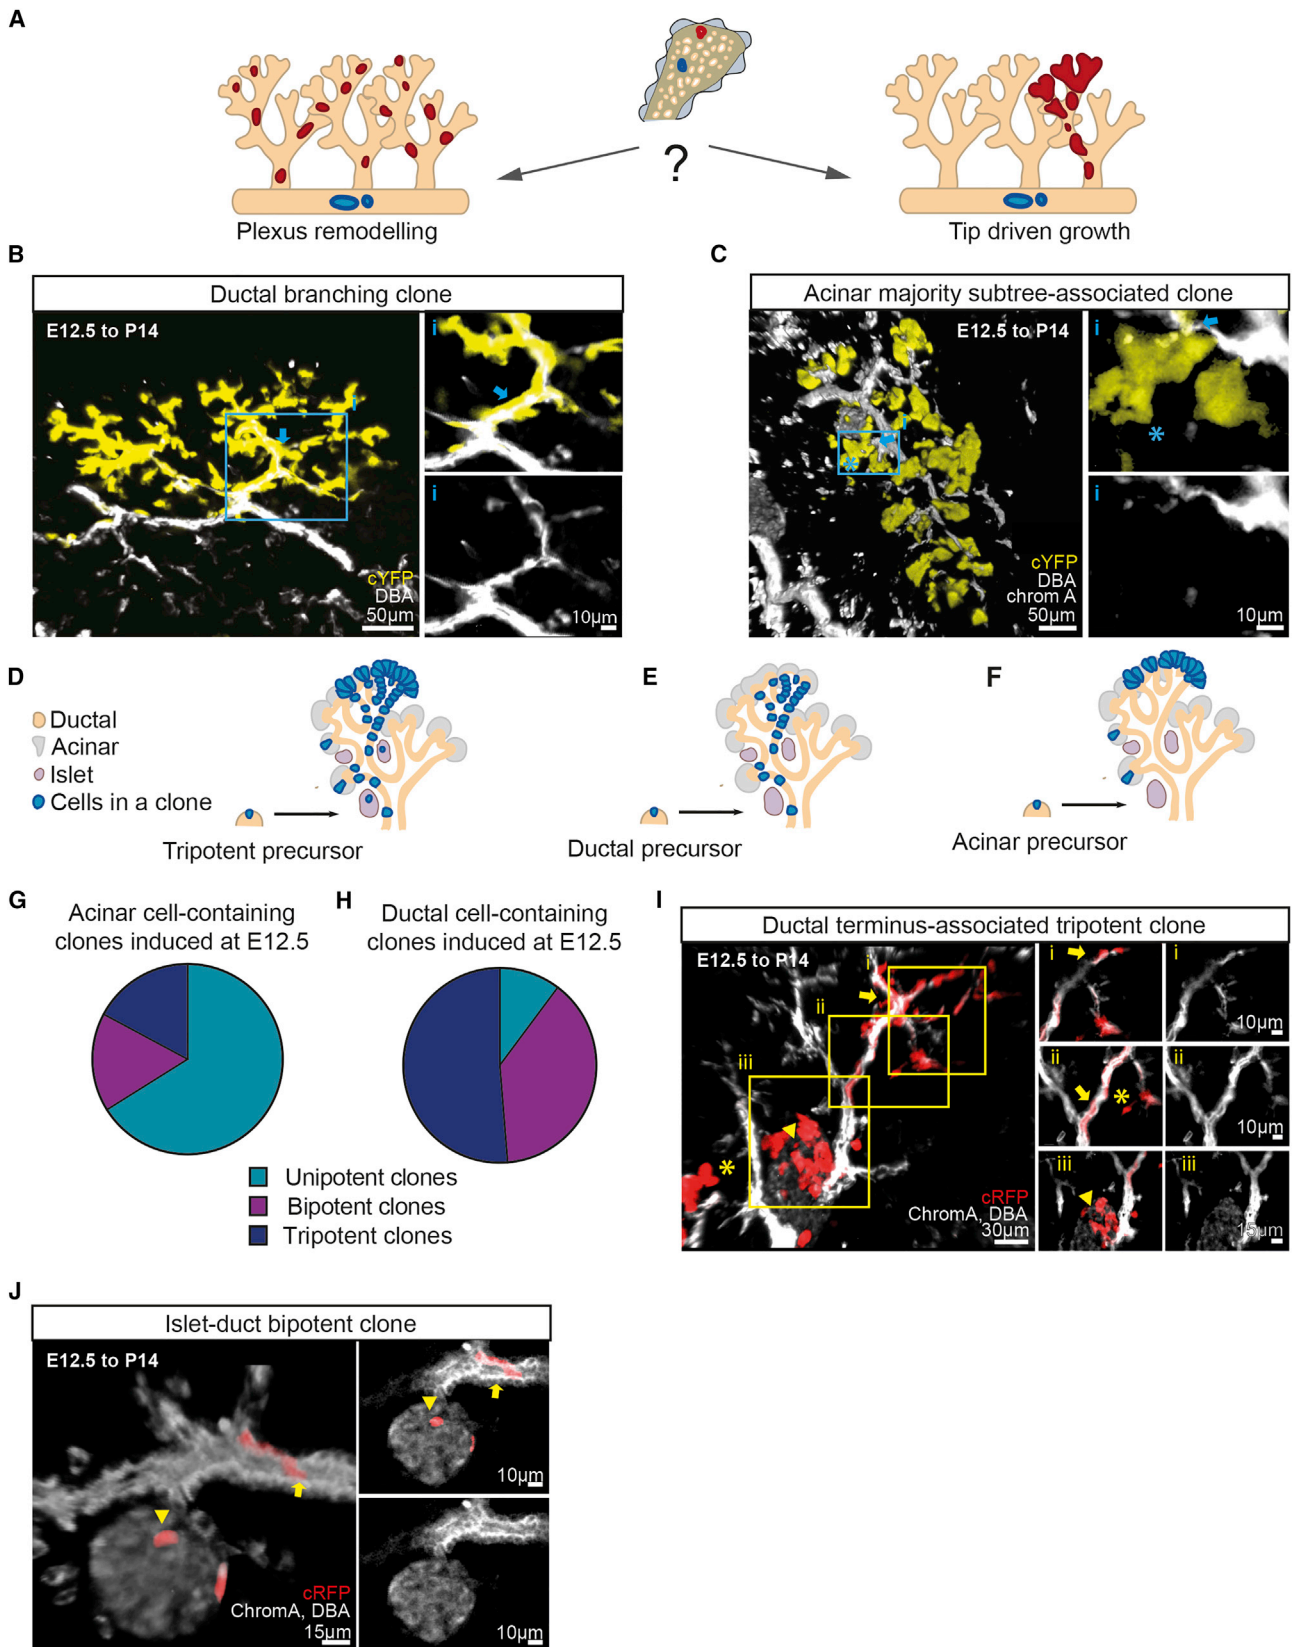 A
?
Plexus remodelling
Tip driven growth
B
Ductal branching clone
E12.5 to P14
i
cYFP
DBA
50µm
i
i
10µm
C
Acinar majority subtree-associated clone
E12.5 to P14
i
*
cYFP
DBA
chrom A
50µm
i
*
i
10µm
D
Ductal
Acinar
Islet
Cells in a clone
Tripotent precursor
E
Ductal precursor
F
Acinar precursor
G
Acinar cell-containing
clones induced at E12.5
H
Ductal cell-containing
clones induced at E12.5
Unipotent clones
Bipotent clones
Tripotent clones
I
Ductal terminus-associated tripotent clone
E12.5 to P14
i
ii
iii
*
cRFP
ChromA, DBA
30µm
i
i
10µm
ii
*
ii
10µm
iii
iii
15µm
J
Islet-duct bipotent clone
E12.5 to P14
cRFP
ChromA, DBA
15µm
10µm
10µm